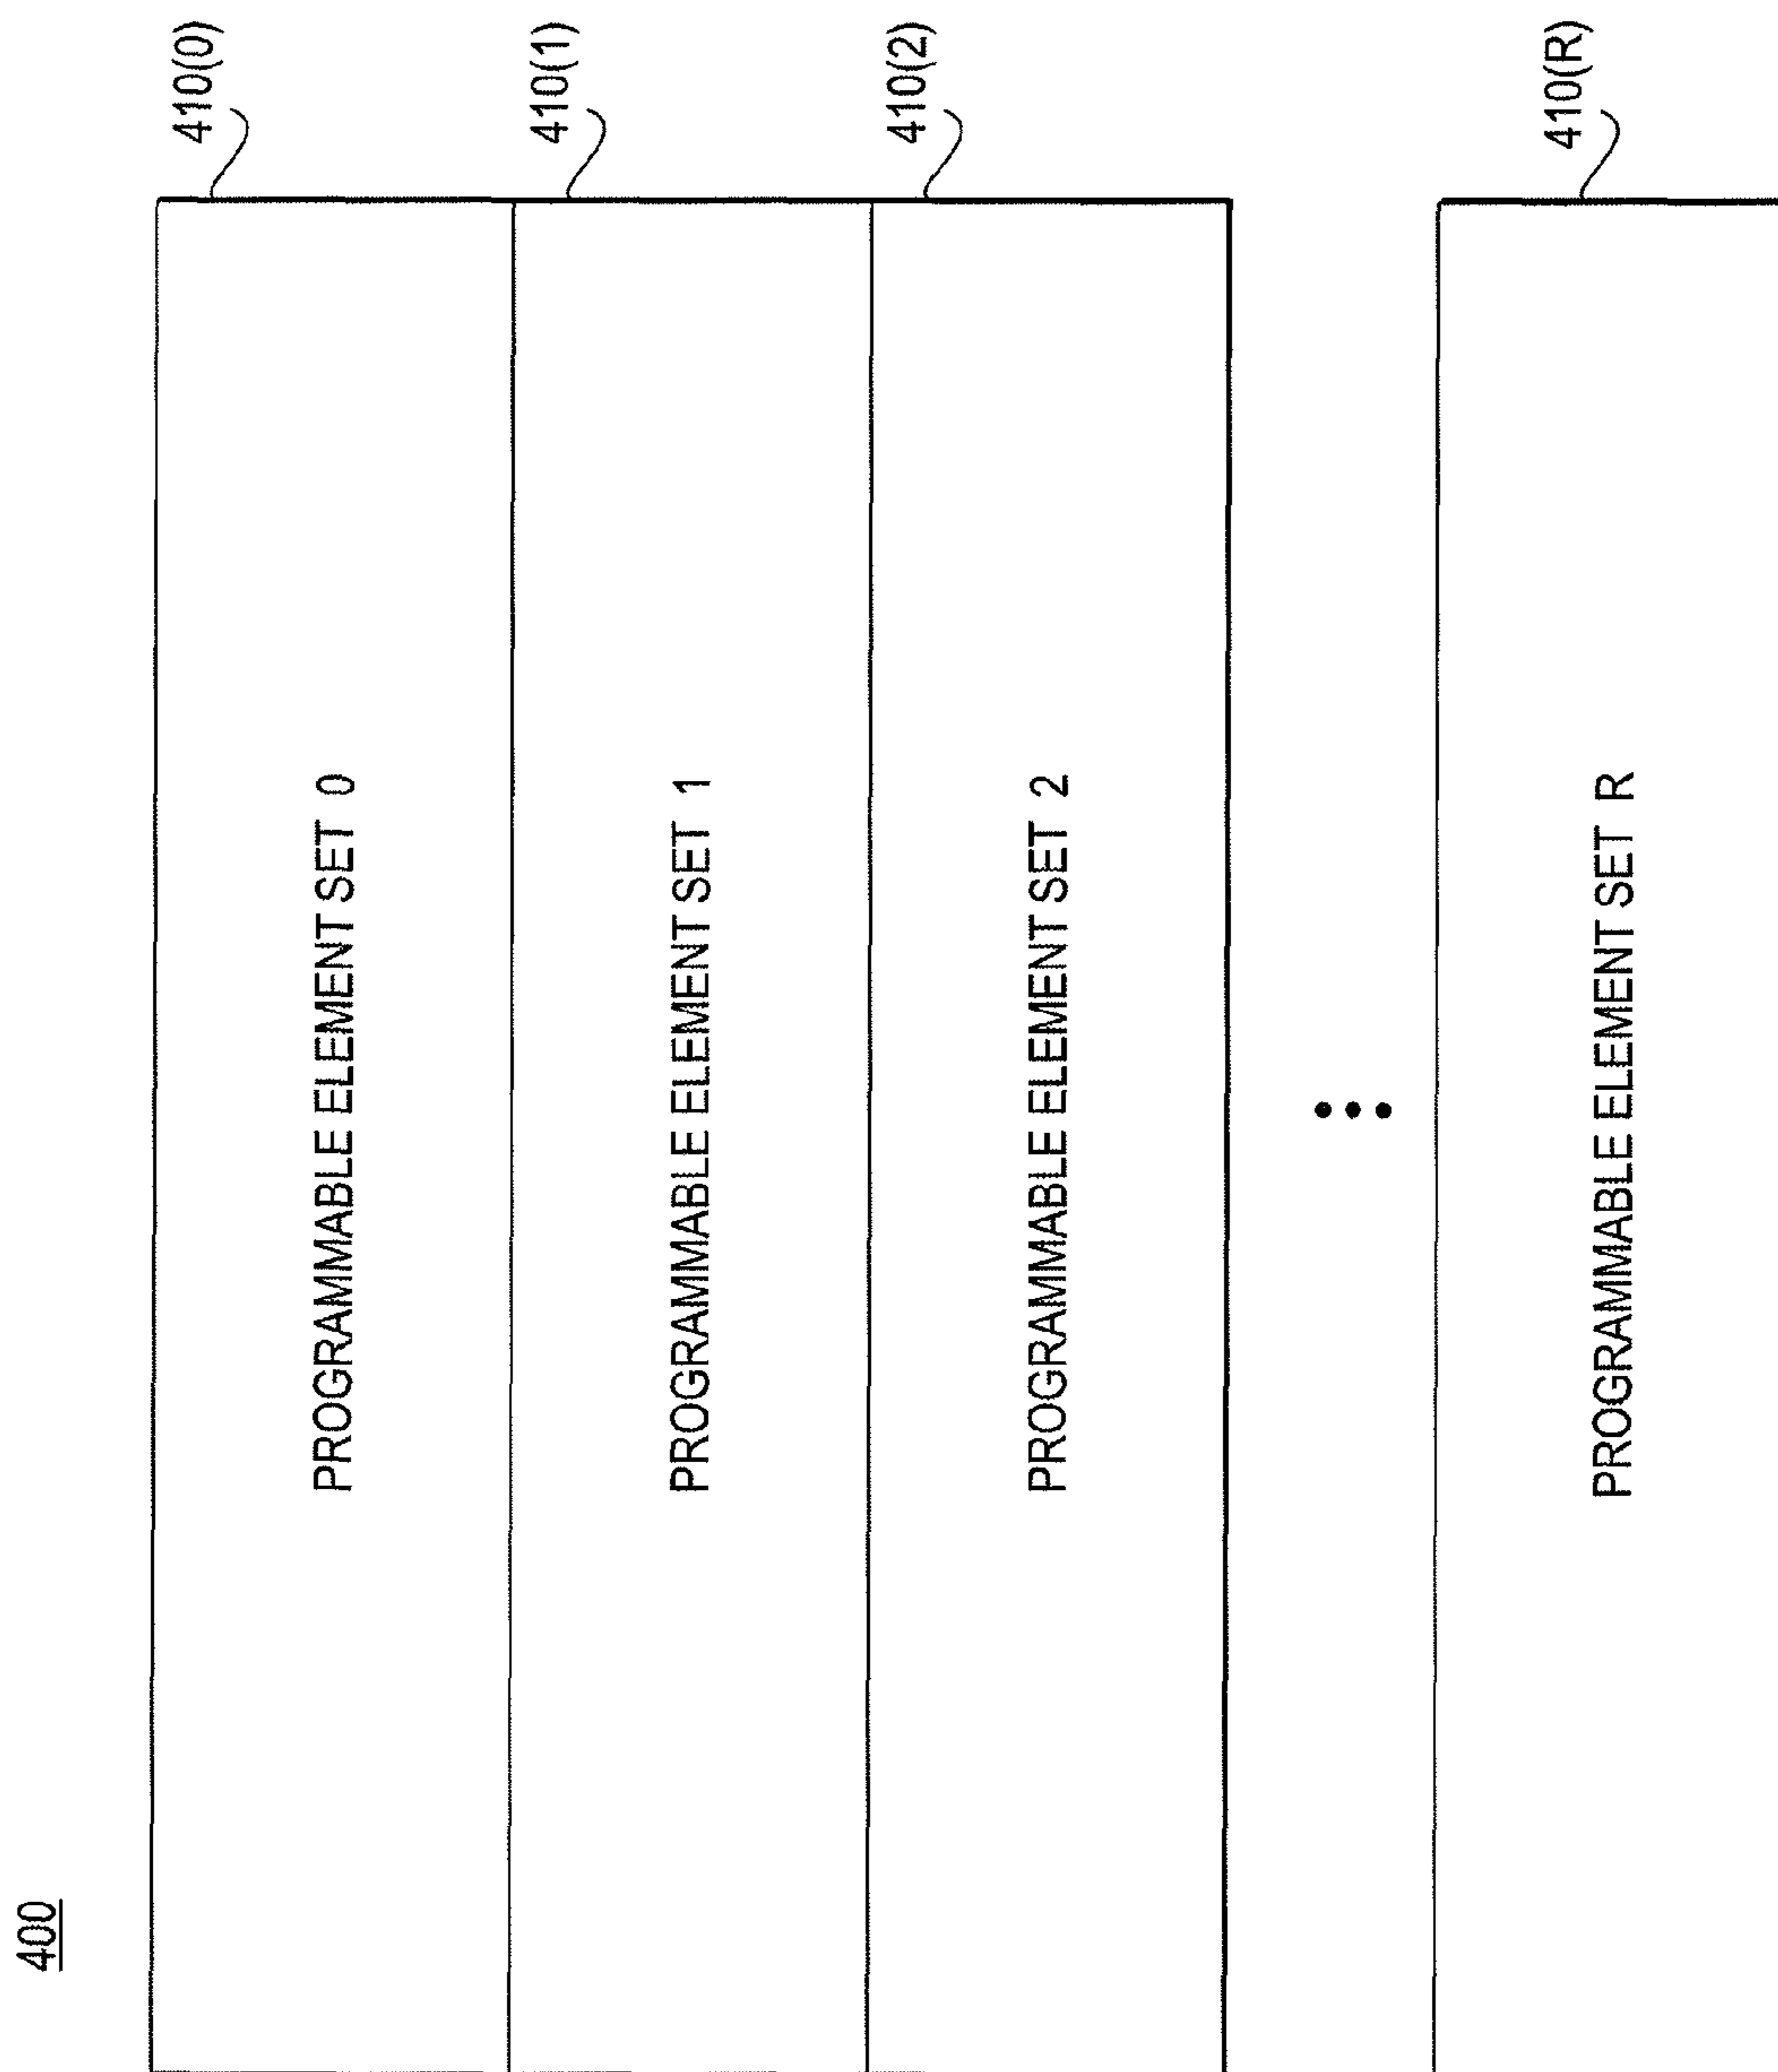 400
PROGRAMMABLE ELEMENT SET 0
410(0)
PROGRAMMABLE ELEMENT SET 1
410(1)
PROGRAMMABLE ELEMENT SET 2
410(2)
PROGRAMMABLE ELEMENT SET R
410(R)